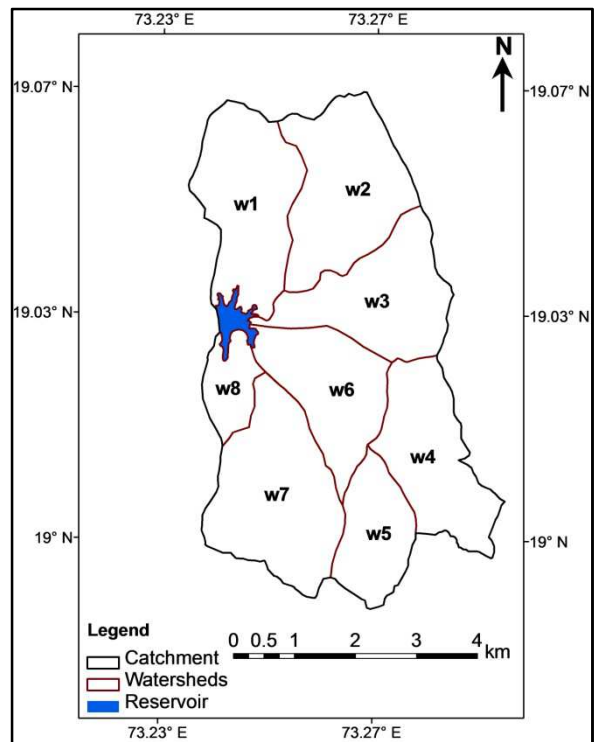 73.23° E 73.27° E
N
19.07° N 19.07° N
w1 w2
w3
19.03° N 19.03° N
w8 w6
w4
w7
w5
19° N 19° N
Legend
Catchment
Watersheds
Reservoir
0 0.5 1 2 3 4
km
73.23° E 73.27° E